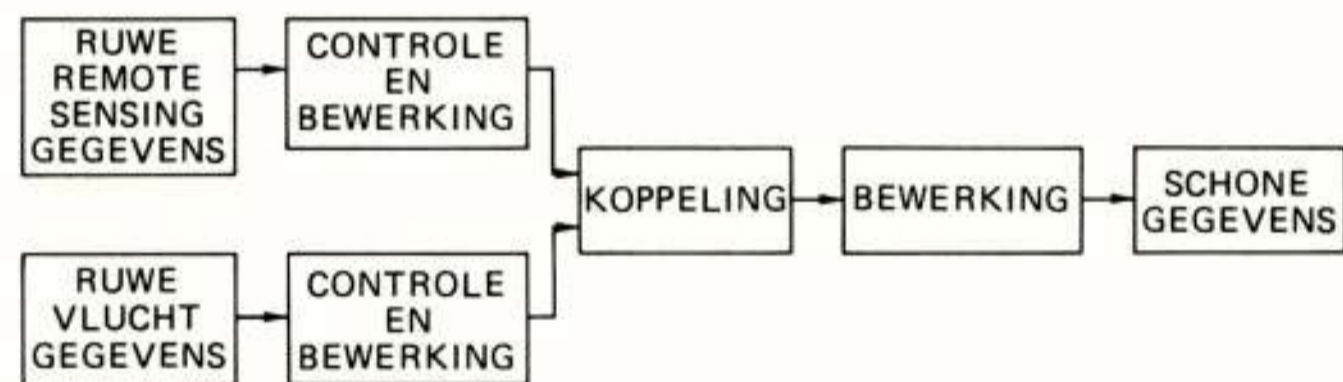 RUWE
REMOTE
SENSING
GEGEVENS
CONTROLE
EN
BEWERKING
RUWE
VLUCHT
GEGEVENS
CONTROLE
EN
BEWERKING
KOPPELING
BEWERKING
SCHONE
GEGEVENS